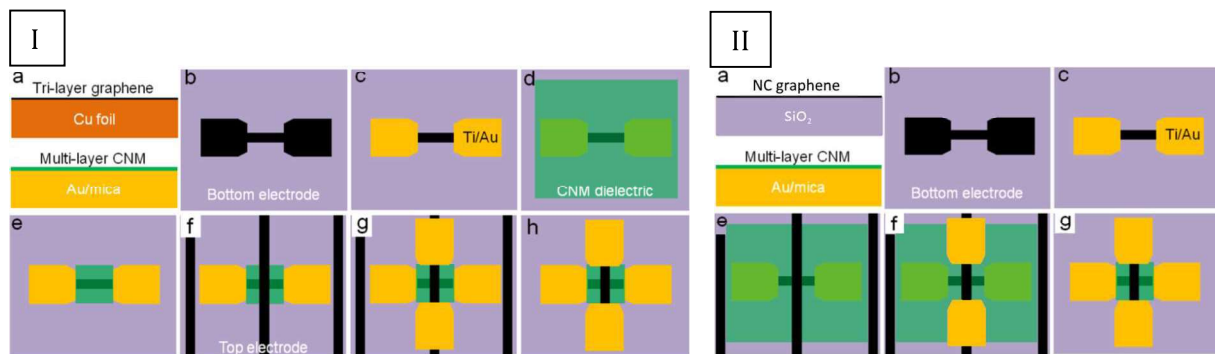 I
a
Tri-layer graphene
Cu foil
Multi-layer CNM
Au/mica
b
Bottom electrode
c
Ti/Au
d
CNM dielectric
e
f
Top electrode
g
h
II
a
NC graphene
SiO₂
Multi-layer CNM
Au/mica
b
Bottom electrode
c
Ti/Au
e
f
g